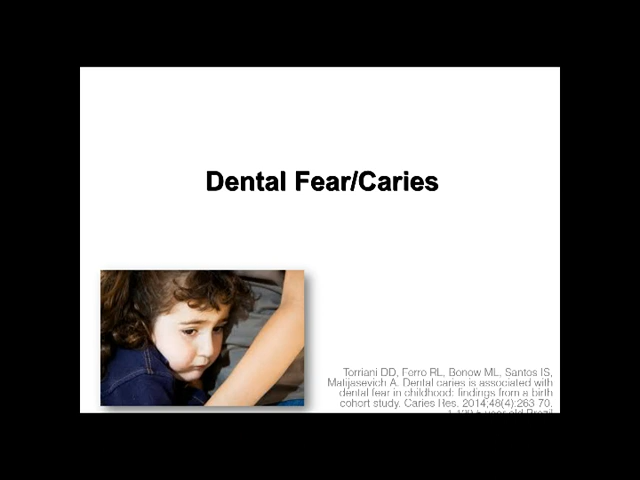 Dental Fear/Caries
Torriani DD, Ferro RL, Bonow ML, Santos IS,
Matijasevich A. Dental caries is associated with
dental fear in childhood: findings from a birth
cohort study. Caries Res. 2014;48(4):263 70.